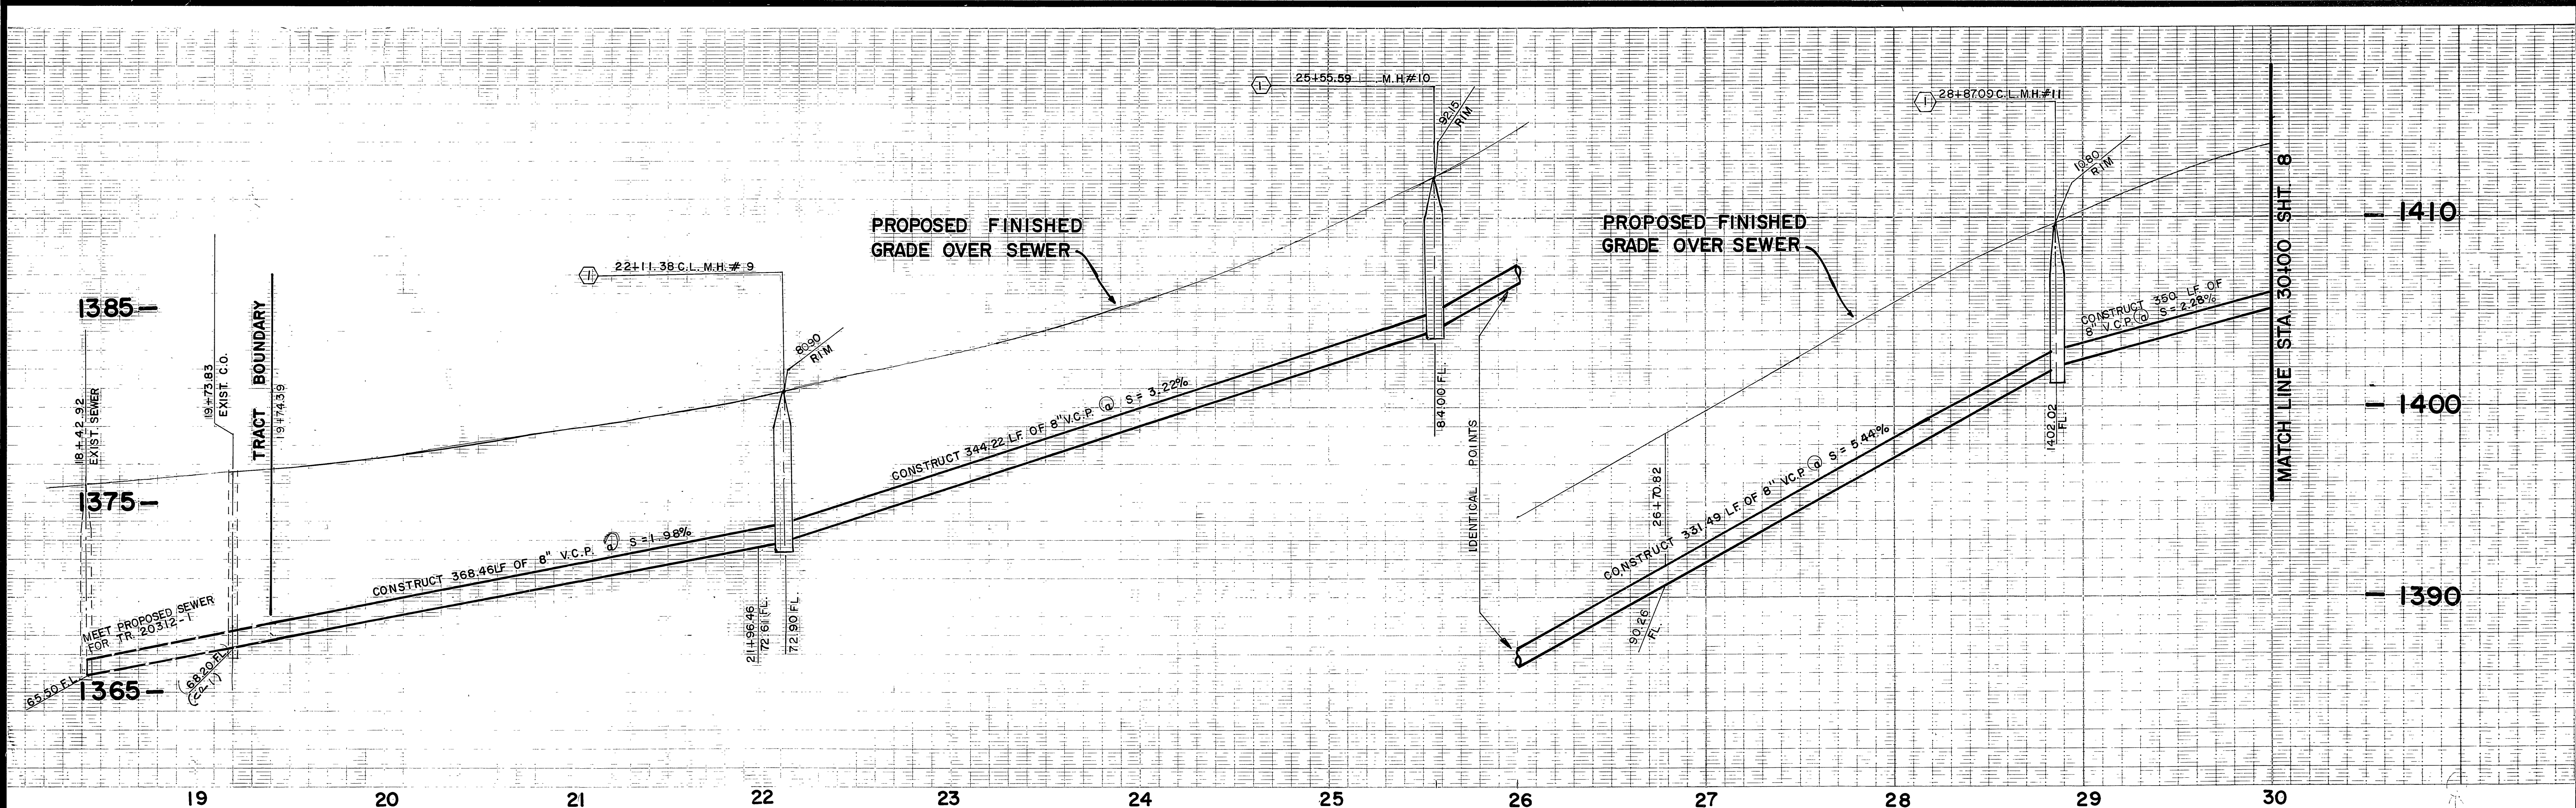 25+55.59 M.H.#10
1
92.15
RIM
1
28+87.09 C.L. M.H.#11
10.80
RIM
MATCH LINE STA. 30+00 SHT. 8
PROPOSED FINISHED
GRADE OVER SEWER
PROPOSED FINISHED
GRADE OVER SEWER
1410
1400
1390
1
22+11.38 C.L. M.H. # 9
80.90
RIM
1385
1375
1365
18+42.92
EXIST. SEWER
19+73.83
EXIST. C.O.
TRACT BOUNDARY
19+74.39
CONSTRUCT 350 L.F. OF
8" V.C.P. @ S = 2.28%
1402.02
FL
84.00 FL.
IDENTICAL POINTS
CONSTRUCT 344.22 L.F. OF 8" V.C.P. @ S = 3.22%
CONSTRUCT 331.49 L.F. OF 8" V.C.P. @ S = 5.44%
26+70.82
90.26
FL
CONSTRUCT 368.46 LF OF 8" V.C.P. @ S = 1.98%
21+96.46
72.61 FL.
72.90 FL
MEET PROPOSED SEWER
FOR TR. 20312-1
65.50 FL.
68.20 FL
19 20 21 22 23 24 25 26 27 28 29 30